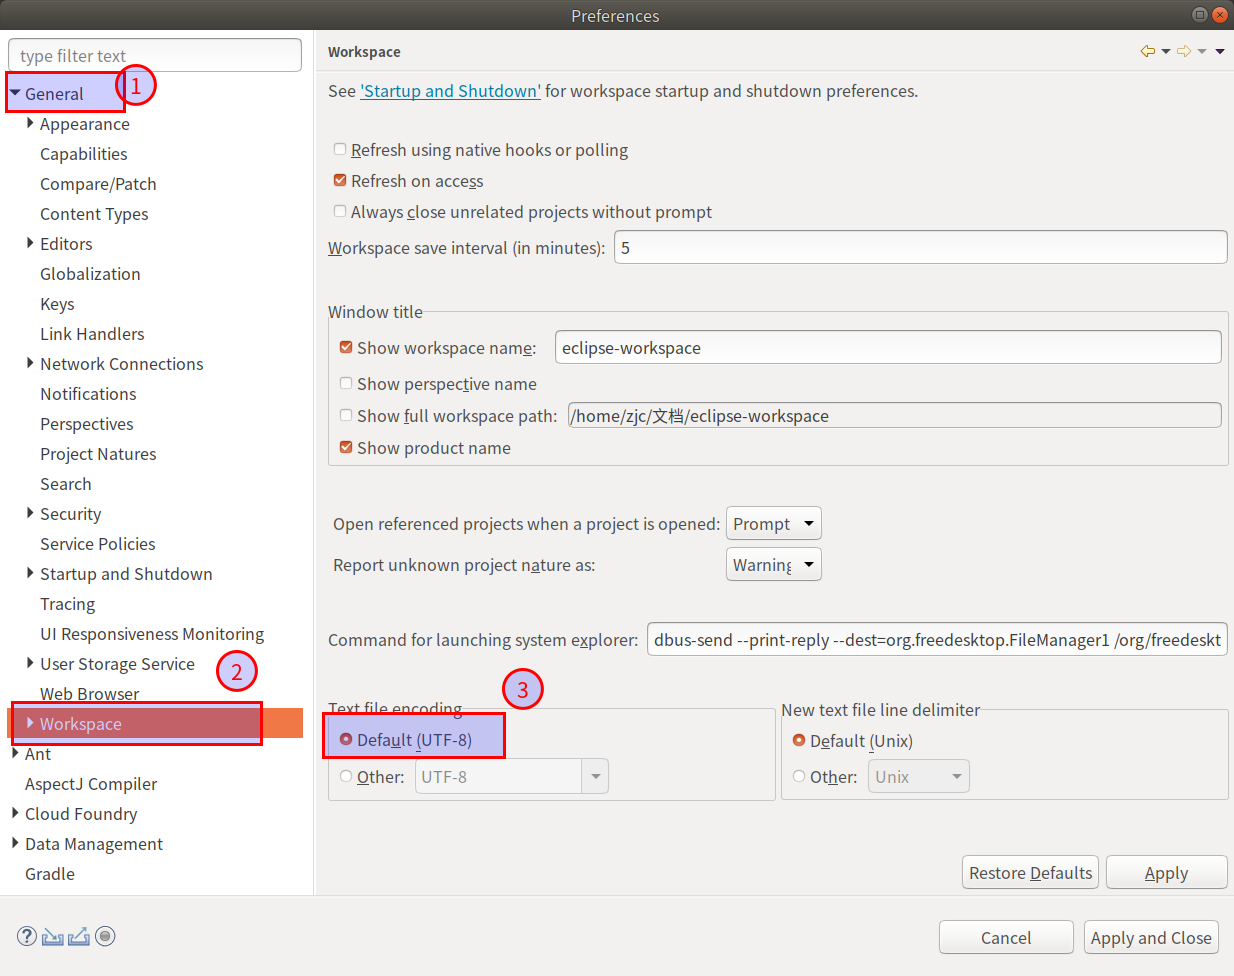 Preferences
type filter text
General
1
Appearance
Capabilities
Compare/Patch
Content Types
Editors
Globalization
Keys
Link Handlers
Network Connections
Notifications
Perspectives
Project Natures
Search
Security
Service Policies
Startup and Shutdown
Tracing
UI Responsiveness Monitoring
User Storage Service
2
Web Browser
Workspace
Ant
AspectJ Compiler
Cloud Foundry
Data Management
Gradle
Workspace
See 'Startup and Shutdown' for workspace startup and shutdown preferences.
Refresh using native hooks or polling
Refresh on access
Always close unrelated projects without prompt
Workspace save interval (in minutes): 5
Window title
Show workspace name: eclipse-workspace
Show perspective name
Show full workspace path: /home/zjc/文档/eclipse-workspace
Show product name
Open referenced projects when a project is opened: Prompt
Report unknown project nature as: Warning
Command for launching system explorer: dbus-send --print-reply --dest=org.freedesktop.FileManager1 /org/freedeskt
3
Text file encoding
Default (UTF-8)
Other: UTF-8
New text file line delimiter
Default (Unix)
Other: Unix
Restore Defaults Apply
? Cancel Apply and Close